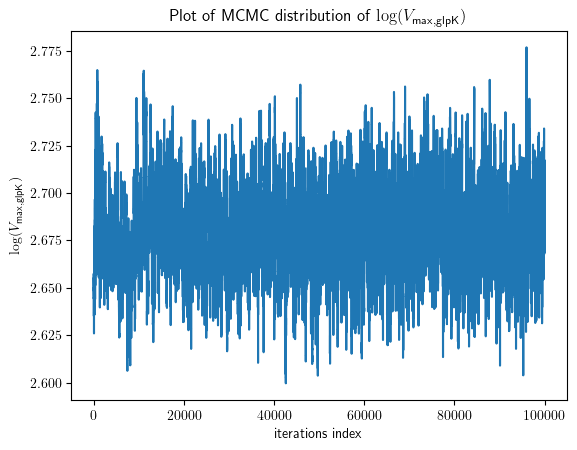 Plot of MCMC distribution of log(V_max,glpK)
log(V_max,glpK)
2.775
2.750
2.725
2.700
2.675
2.650
2.625
2.600
0 20000 40000 60000 80000 100000
iterations index